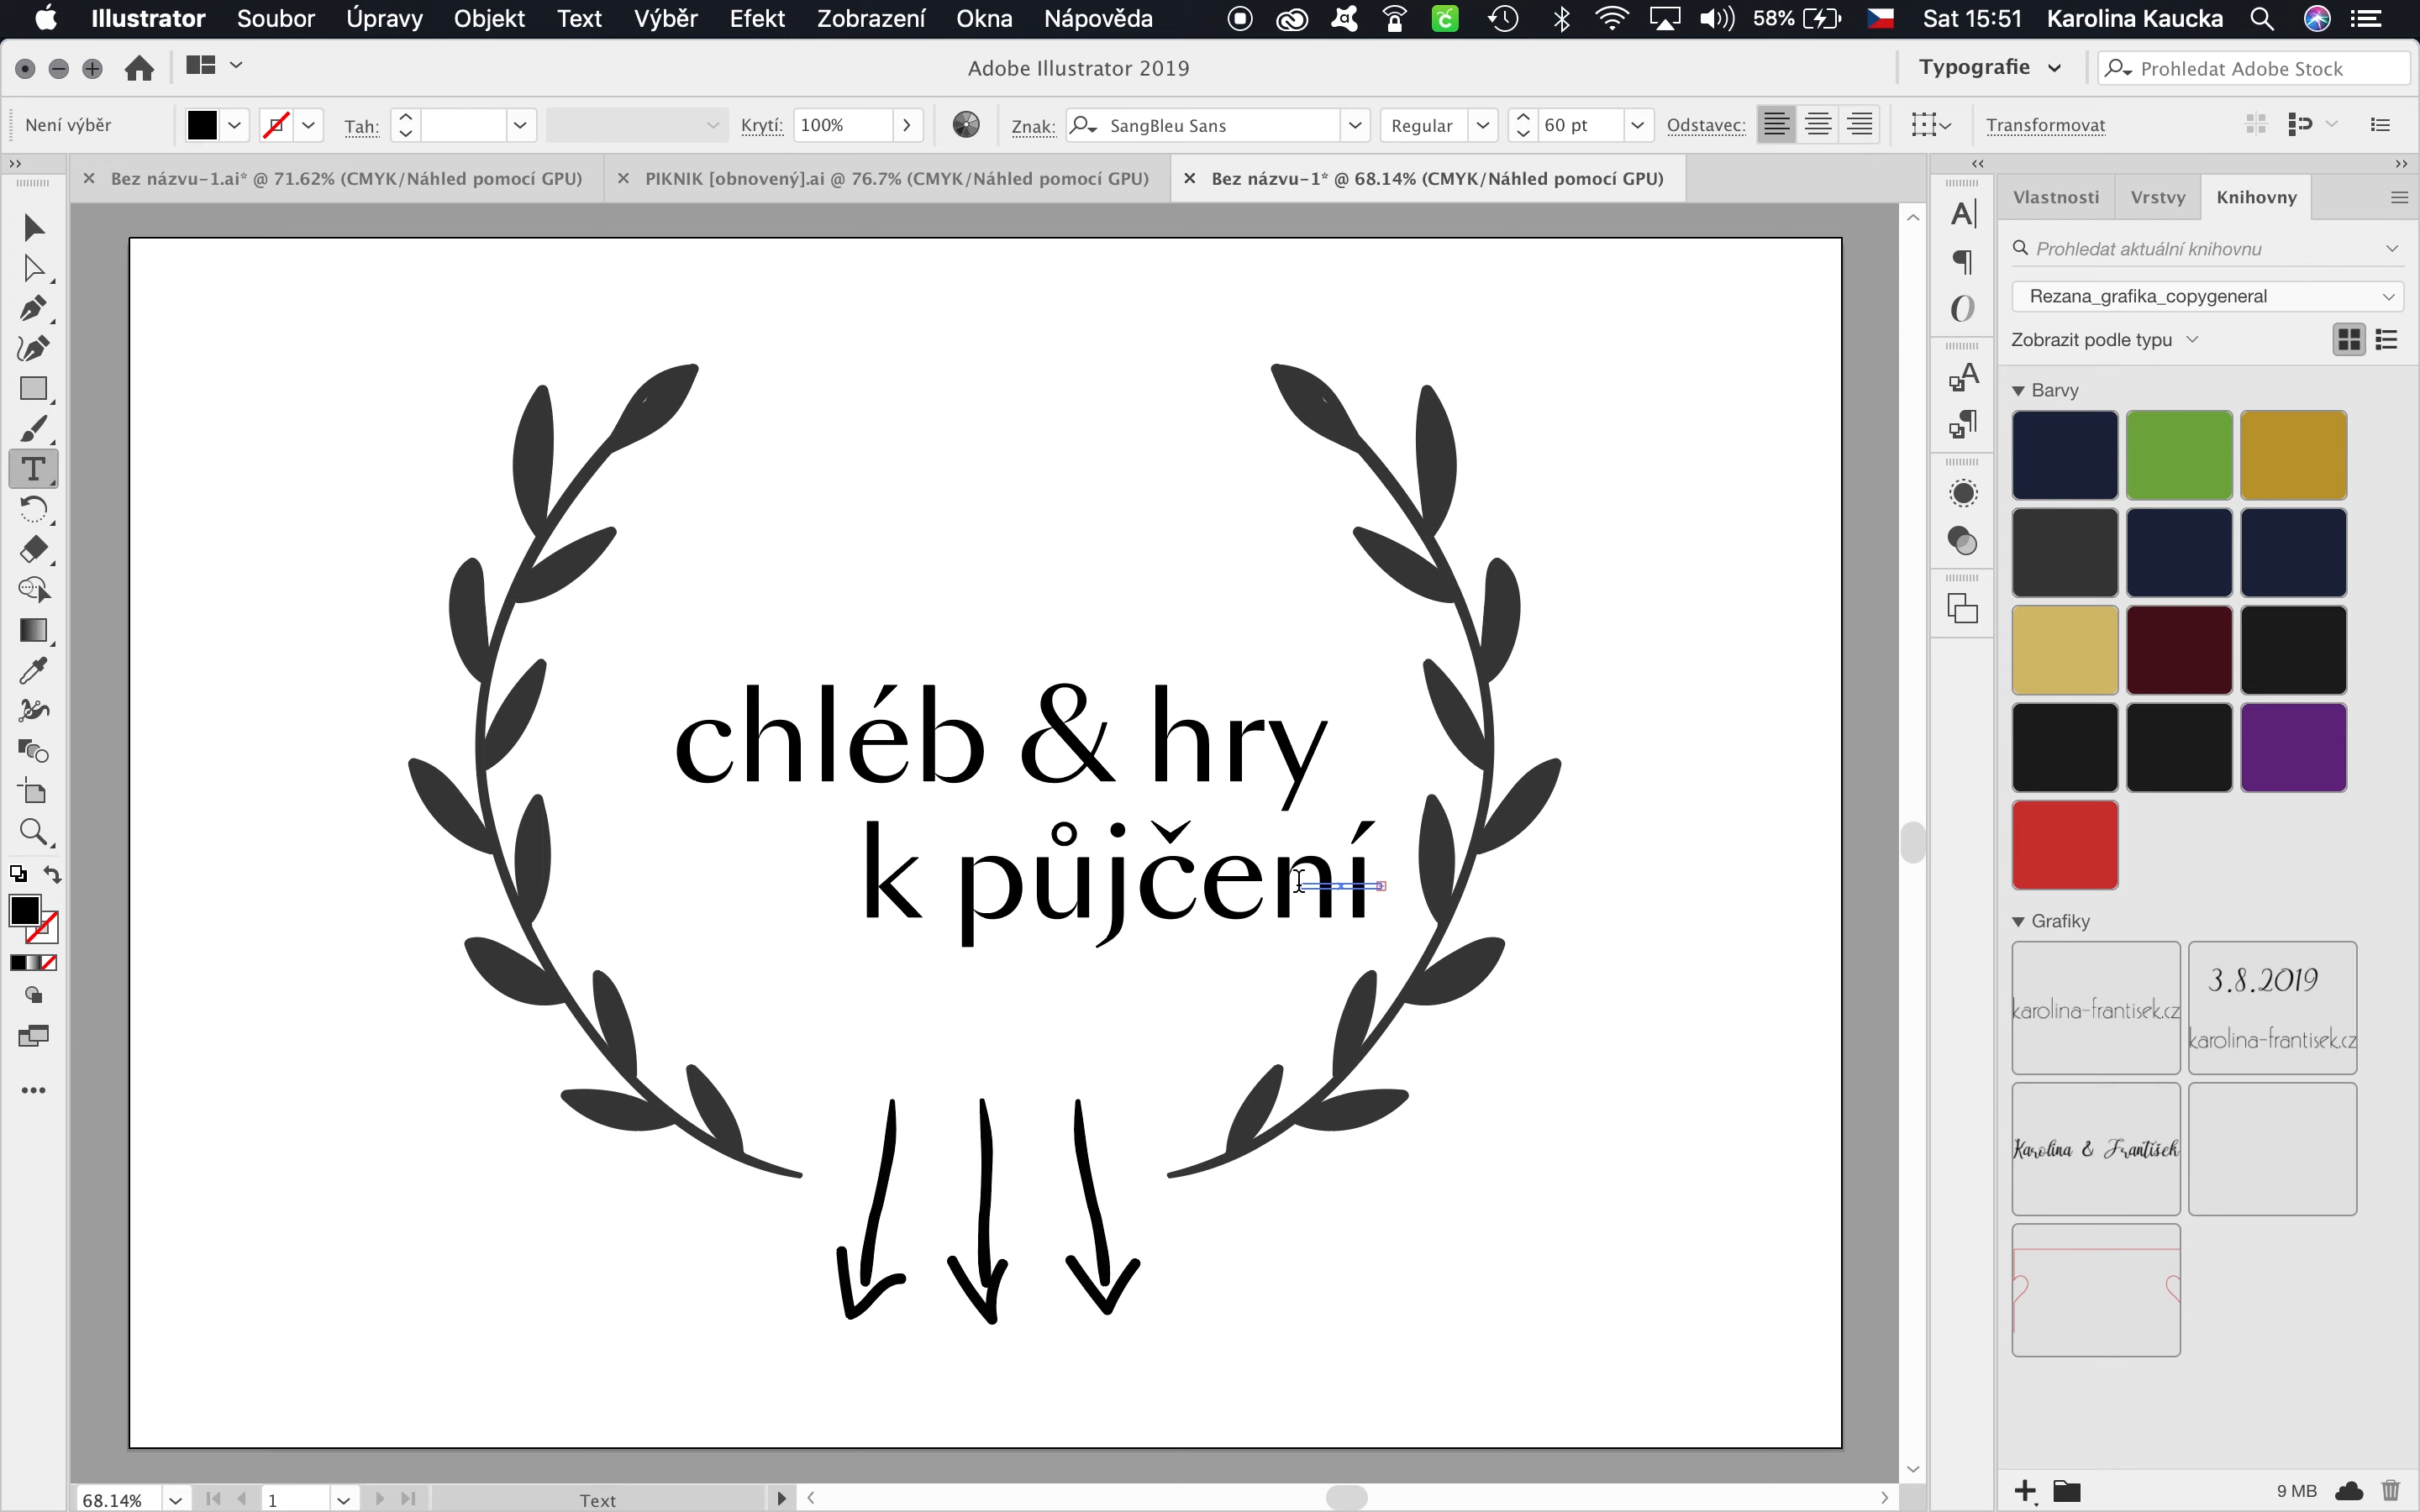 Illustrator Soubor Úpravy Objekt Text Výběr Efekt Zobrazení Okna Nápověda 58% Sat 15:51 Karolina Kaucka
Adobe Illustrator 2019 Typografie Prohledat Adobe Stock
Není výběr Tah: Krytí: 100% Znak: SangBleu Sans Regular 60 pt Odstavec: Transformovat
Bez názvu-1.ai* @ 71.62% (CMYK/Náhled pomocí GPU) PIKNIK [obnovený].ai @ 76.7% (CMYK/Náhled pomocí GPU) Bez názvu-1* @ 68.14% (CMYK/Náhled pomocí GPU)
Vlastnosti Vrstvy Knihovny
Prohledat aktuální knihovnu
Rezana_grafika_copygeneral
Zobrazit podle typu
Barvy
chléb & hry
k půjčení
Grafiky
karolina-frantisek.cz
3.8.2019
karolina-frantisek.cz
Karolina & František
68.14% 1 Text
9 MB